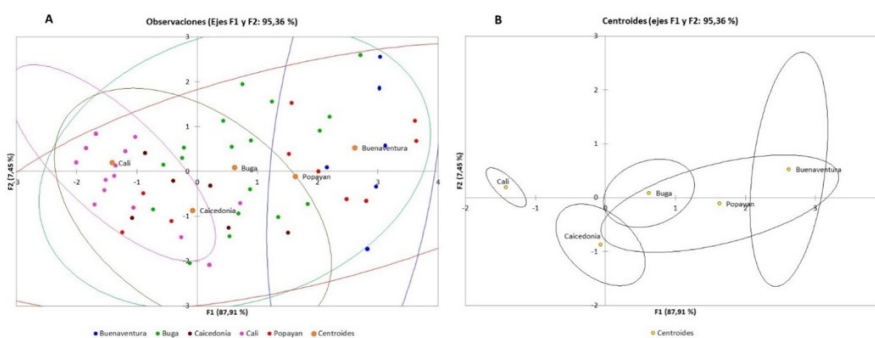 A
Observaciones (Ejes F1 y F2: 95,36 %)
F2 (7,45 %)
3
2
1
0
-1
-2
-3
-3 -2 -1 0 1 2 3 4
Cali
Caicedonia
Buga
Popayan
Buenaventura
F1 (87,91 %)
Buenaventura Buga Caicedonia Cali Popayan Centroides
B
Centroides (ejes F1 y F2: 95,36 %)
F2 (7,45 %)
3
2
1
0
-1
-2
-2 -1 0 1 2 3
Cali
Caicedonia
Buga
Popayan
Buenaventura
F1 (87,91 %)
Centroides